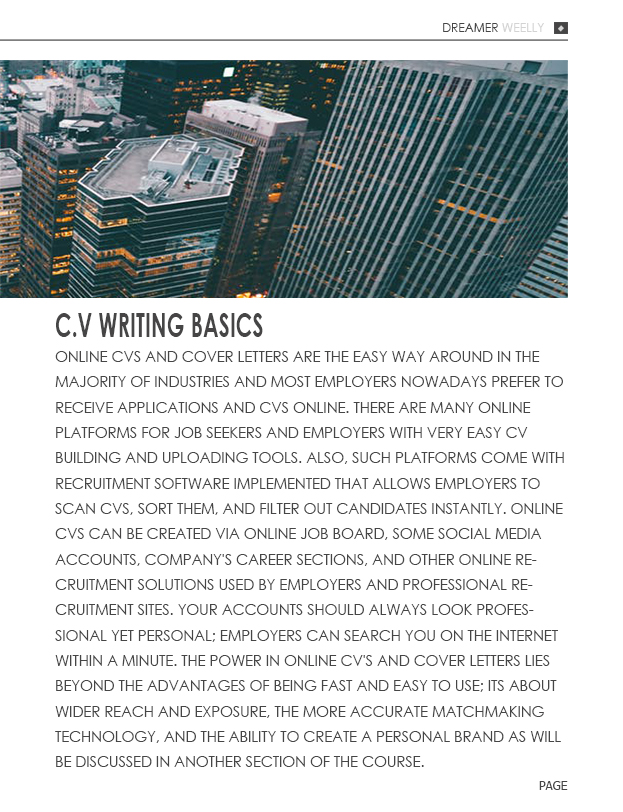 DREAMER WEELLY
C.V WRITING BASICS
ONLINE CVS AND COVER LETTERS ARE THE EASY WAY AROUND IN THE
MAJORITY OF INDUSTRIES AND MOST EMPLOYERS NOWADAYS PREFER TO
RECEIVE APPLICATIONS AND CVS ONLINE. THERE ARE MANY ONLINE
PLATFORMS FOR JOB SEEKERS AND EMPLOYERS WITH VERY EASY CV
BUILDING AND UPLOADING TOOLS. ALSO, SUCH PLATFORMS COME WITH
RECRUITMENT SOFTWARE IMPLEMENTED THAT ALLOWS EMPLOYERS TO
SCAN CVS, SORT THEM, AND FILTER OUT CANDIDATES INSTANTLY. ONLINE
CVS CAN BE CREATED VIA ONLINE JOB BOARD, SOME SOCIAL MEDIA
ACCOUNTS, COMPANY'S CAREER SECTIONS, AND OTHER ONLINE RE-
CRUITMENT SOLUTIONS USED BY EMPLOYERS AND PROFESSIONAL RE-
CRUITMENT SITES. YOUR ACCOUNTS SHOULD ALWAYS LOOK PROFES-
SIONAL YET PERSONAL; EMPLOYERS CAN SEARCH YOU ON THE INTERNET
WITHIN A MINUTE. THE POWER IN ONLINE CV'S AND COVER LETTERS LIES
BEYOND THE ADVANTAGES OF BEING FAST AND EASY TO USE; ITS ABOUT
WIDER REACH AND EXPOSURE, THE MORE ACCURATE MATCHMAKING
TECHNOLOGY, AND THE ABILITY TO CREATE A PERSONAL BRAND AS WILL
BE DISCUSSED IN ANOTHER SECTION OF THE COURSE.
PAGE